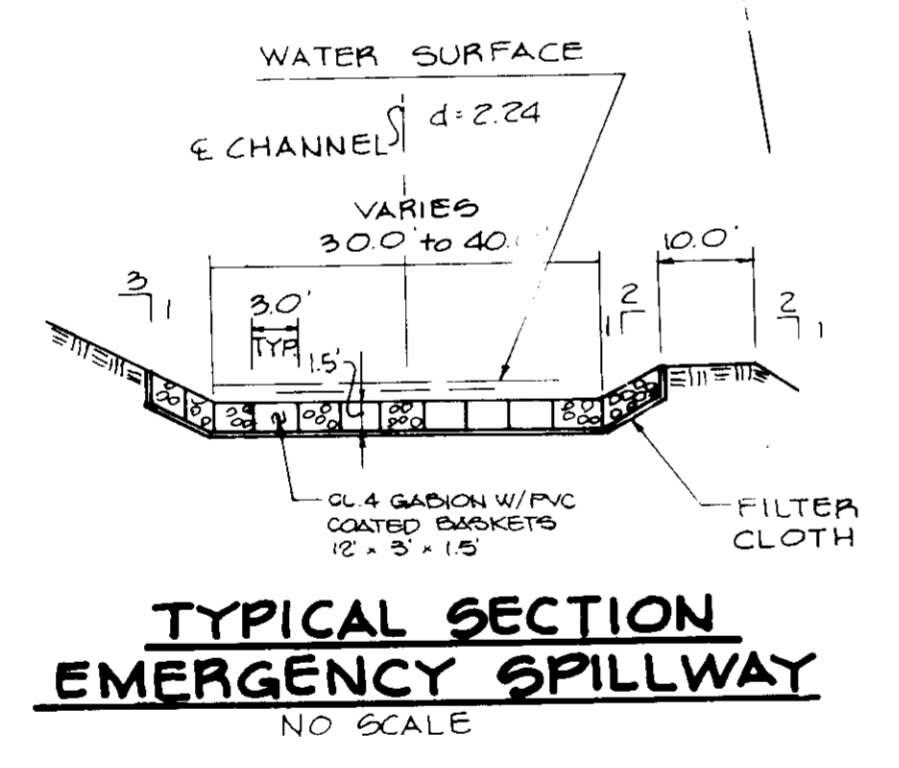 WATER SURFACE
d=2.24
℄ CHANNEL
VARIES
30.0' to 40.
10.0'
3
1
3.0'
TYP.
1.5'
2
1
2
1
CL.4 GABION W/PVC
COATED BASKETS
12' x 3' x 1.5'
FILTER
CLOTH
TYPICAL SECTION
EMERGENCY SPILLWAY
NO SCALE